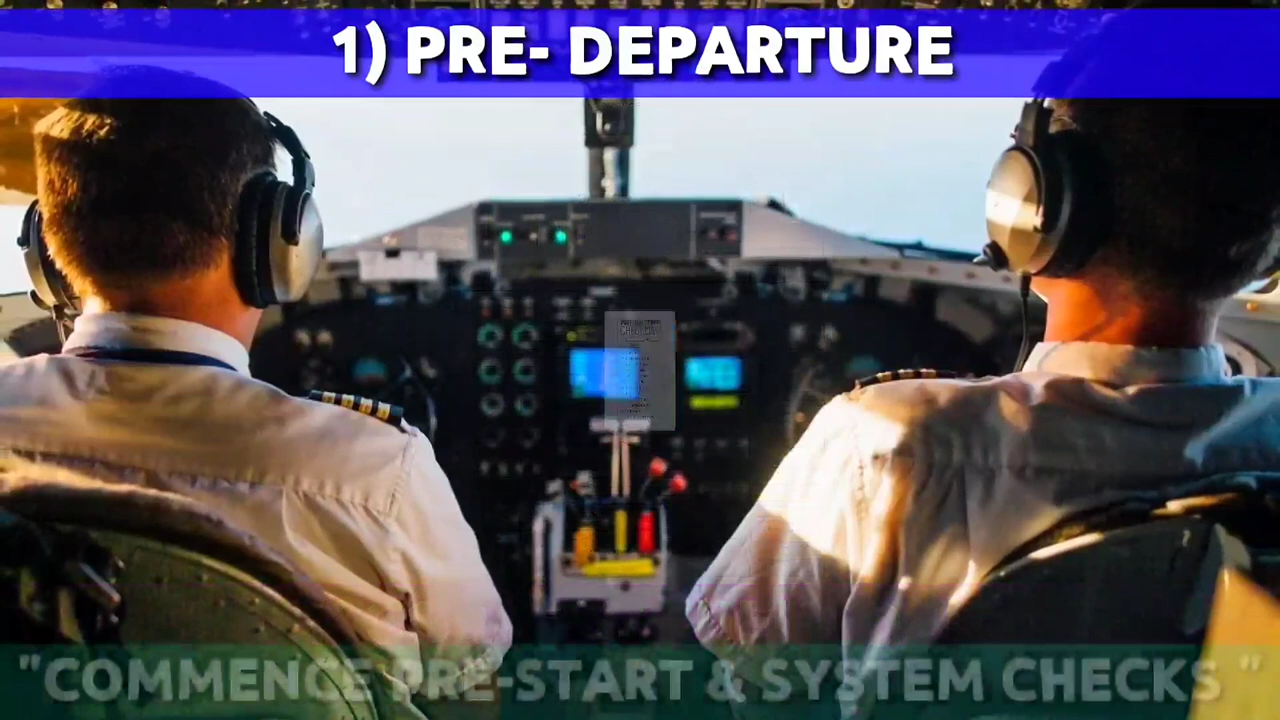 1) PRE- DEPARTURE
"COMMENCE PRE-START & SYSTEM CHECKS "